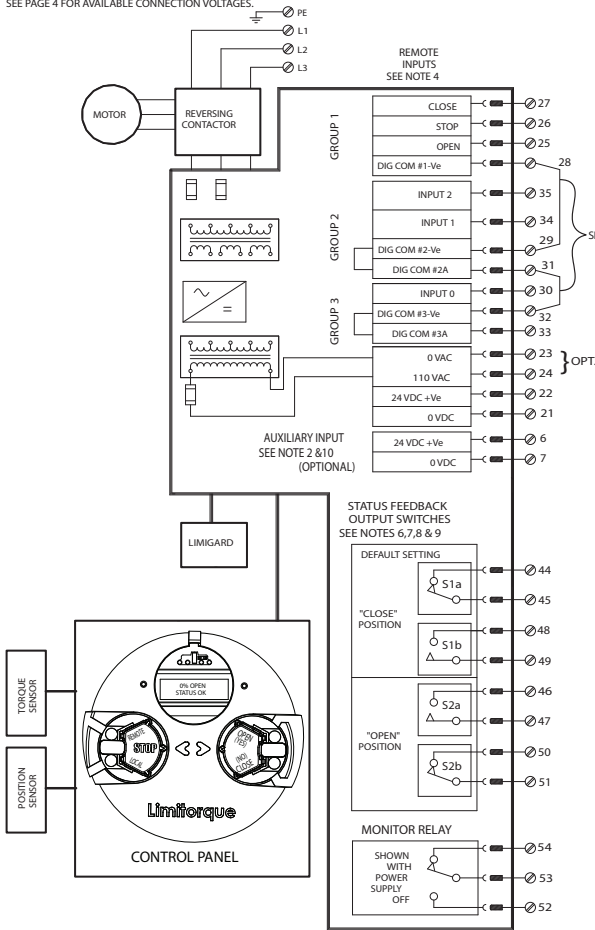 SEE PAGE 4 FOR AVAILABLE CONNECTION VOLTAGES.
PE
L1
L2
L3
MOTOR
REVERSING
CONTACTOR
REMOTE
INPUTS
SEE NOTE 4
GROUP 1
CLOSE 27
STOP 26
OPEN 25
DIG COM #1-Ve 28
GROUP 2
INPUT 2 35
INPUT 1 34
DIG COM #2-Ve 29
DIG COM #2A 31
GROUP 3
INPUT 0 30
DIG COM #3-Ve 32
DIG COM #3A 33
0 VAC 23
110 VAC 24
OPT.
24 VDC +Ve 22
0 VDC 21
AUXILIARY INPUT
SEE NOTE 2 &10
(OPTIONAL)
24 VDC +Ve 6
0 VDC 7
LIMIGARD
STATUS FEEDBACK
OUTPUT SWITCHES
SEE NOTES 6,7,8 & 9
DEFAULT SETTING
"CLOSE"
POSITION
S1a
44
45
S1b
48
49
"OPEN"
POSITION
S2a
46
47
S2b
50
51
MONITOR RELAY
SHOWN
WITH
POWER
SUPPLY
OFF
54
53
52
TORQUE
SENSOR
POSITION
SENSOR
0% OPEN
STATUS OK
REMOTE
STOP
LOCAL
OPEN
(YES)
(NO)
CLOSE
Limitorque
CONTROL PANEL